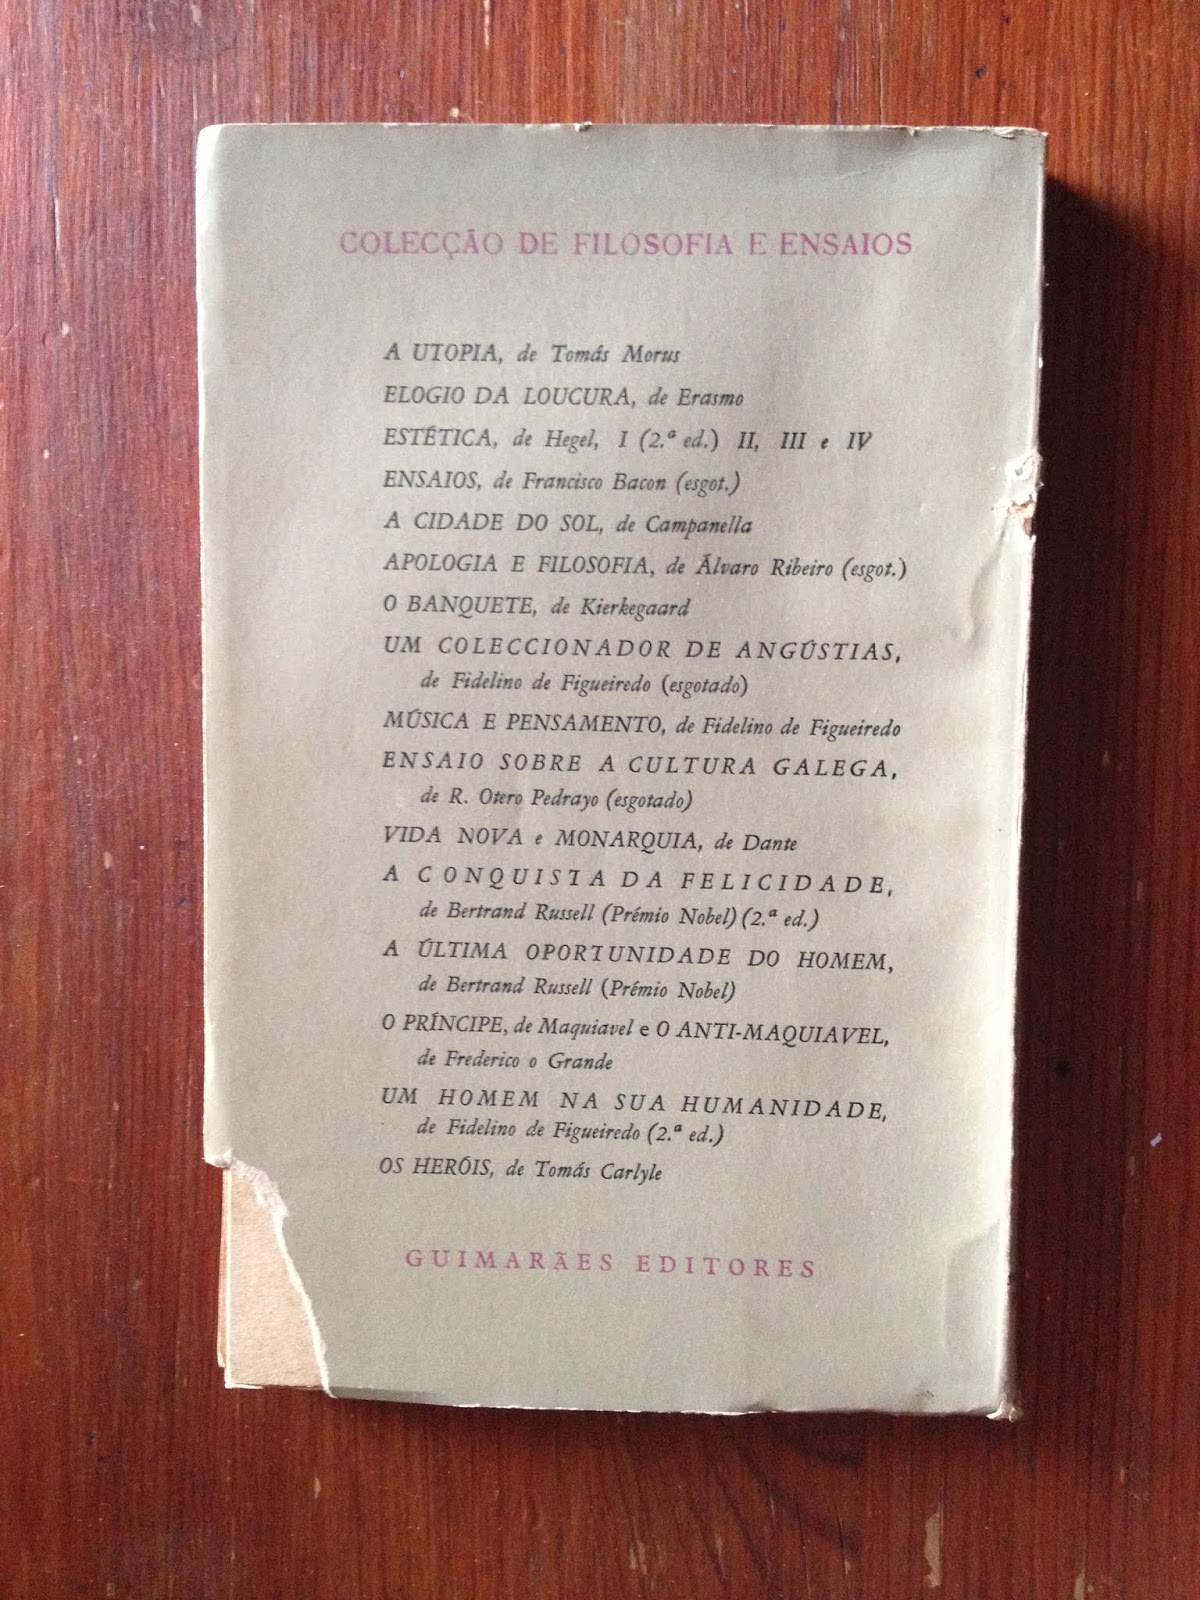 COLECÇÃO DE FILOSOFIA E ENSAIOS
A UTOPIA, de Tomás Morus
ELOGIO DA LOUCURA, de Erasmo
ESTÉTICA, de Hegel, I (2.ª ed.) II, III e IV
ENSAIOS, de Francisco Bacon (esgot.)
A CIDADE DO SOL, de Campanella
APOLOGIA E FILOSOFIA, de Álvaro Ribeiro (esgot.)
O BANQUETE, de Kierkegaard
UM COLECCIONADOR DE ANGÚSTIAS,
de Fidelino de Figueiredo (esgotado)
MÚSICA E PENSAMENTO, de Fidelino de Figueiredo
ENSAIO SOBRE A CULTURA GALEGA,
de R. Otero Pedrayo (esgotado)
VIDA NOVA e MONARQUIA, de Dante
A CONQUISTA DA FELICIDADE,
de Bertrand Russell (Prémio Nobel) (2.ª ed.)
A ÚLTIMA OPORTUNIDADE DO HOMEM,
de Bertrand Russell (Prémio Nobel)
O PRÍNCIPE, de Maquiavel e O ANTI-MAQUIAVEL,
de Frederico o Grande
UM HOMEM NA SUA HUMANIDADE,
de Fidelino de Figueiredo (2.ª ed.)
OS HERÓIS, de Tomás Carlyle
GUIMARÃES EDITORES